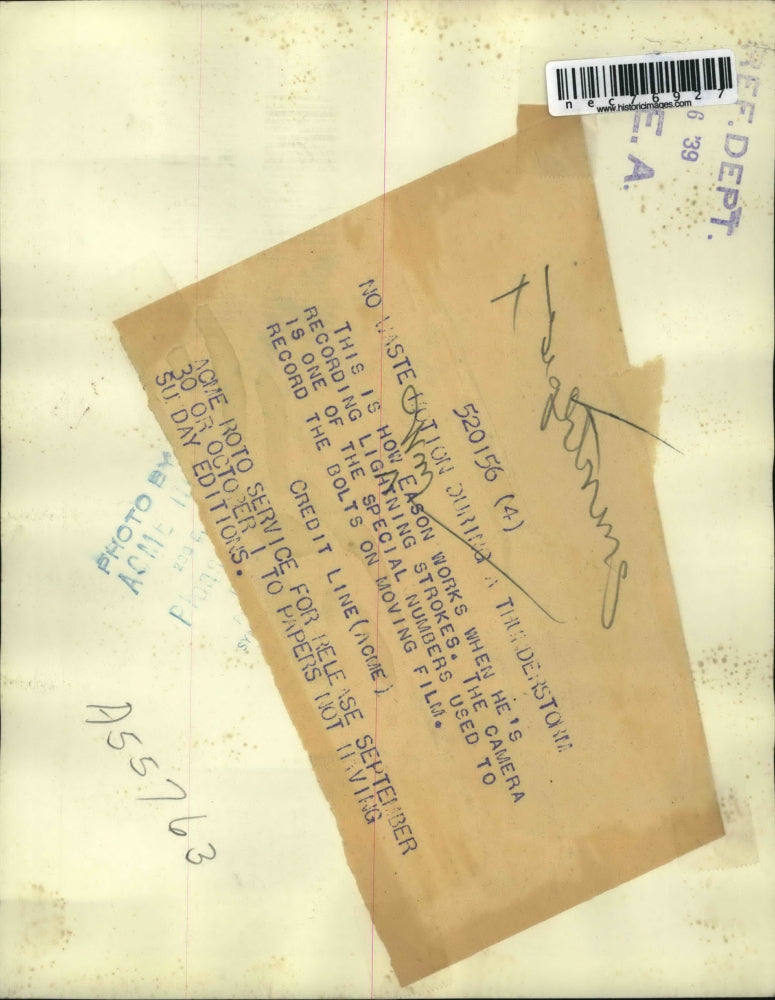 nec76927
www.historicimages.com
REF. DEPT.
6 '39
E. A.
520156 (4)
NO WASTE MOTION DURING A THUNDERSTORM
THIS IS HOW EASON WORKS WHEN HE'S
RECORDING LIGHTNING STROKES. THE CAMERA
IS ONE OF THE SPECIAL NUMBERS USED TO
RECORD THE BOLTS ON MOVING FILM.
CREDIT LINE (ACME)
ACME ROTO SERVICE FOR RELEASE SEPTEMBER
30 OR OCTOBER 1 TO PAPERS NOT HAVING
SUNDAY EDITIONS.
PHOTO BY
ACME
A55763